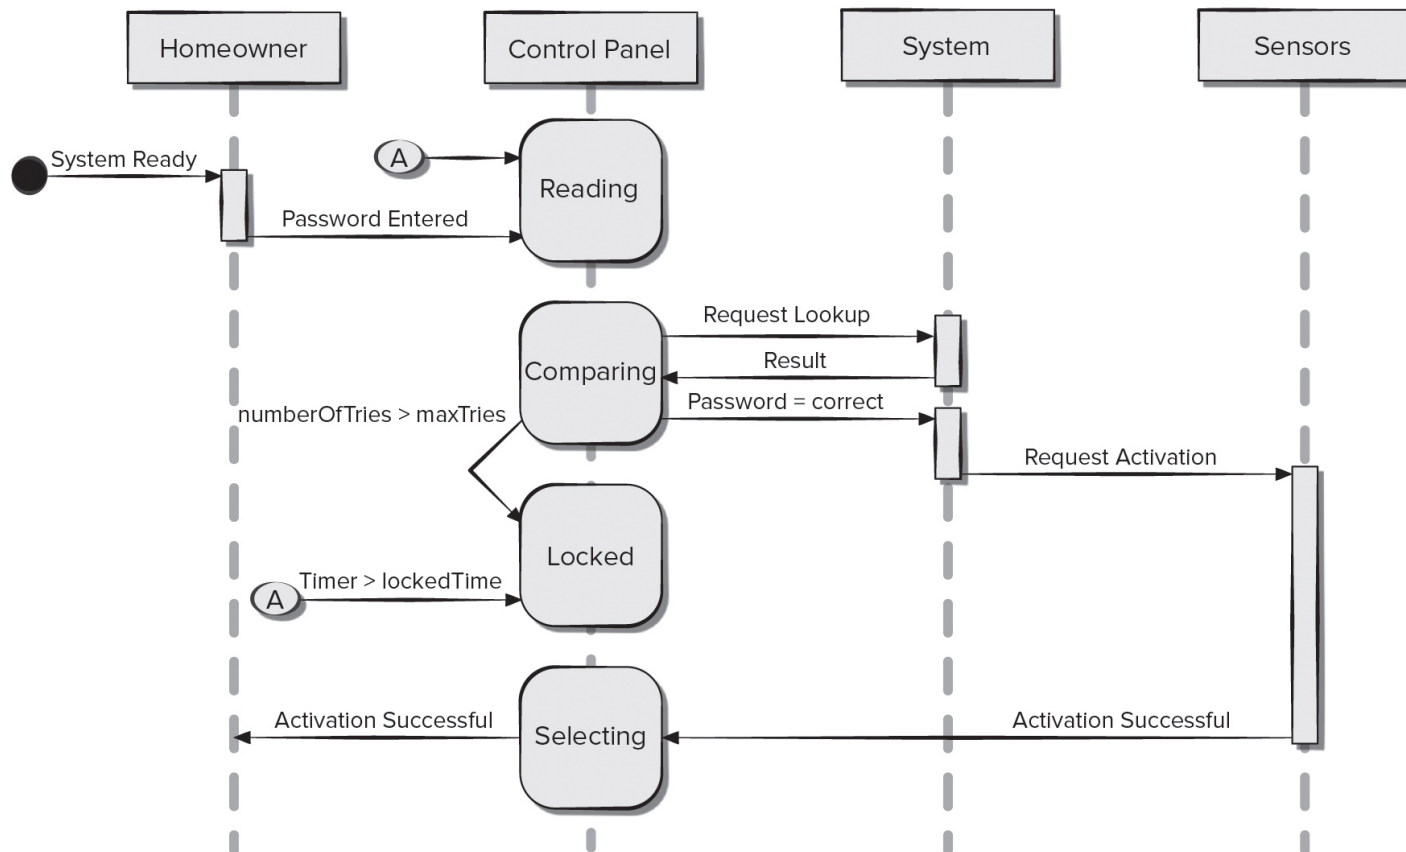 Homeowner
Control Panel
System
Sensors
System Ready
A
Reading
Password Entered
Request Lookup
Comparing
Result
numberOfTries > maxTries
Password = correct
Request Activation
Locked
Timer > lockedTime
A
Activation Successful
Selecting
Activation Successful